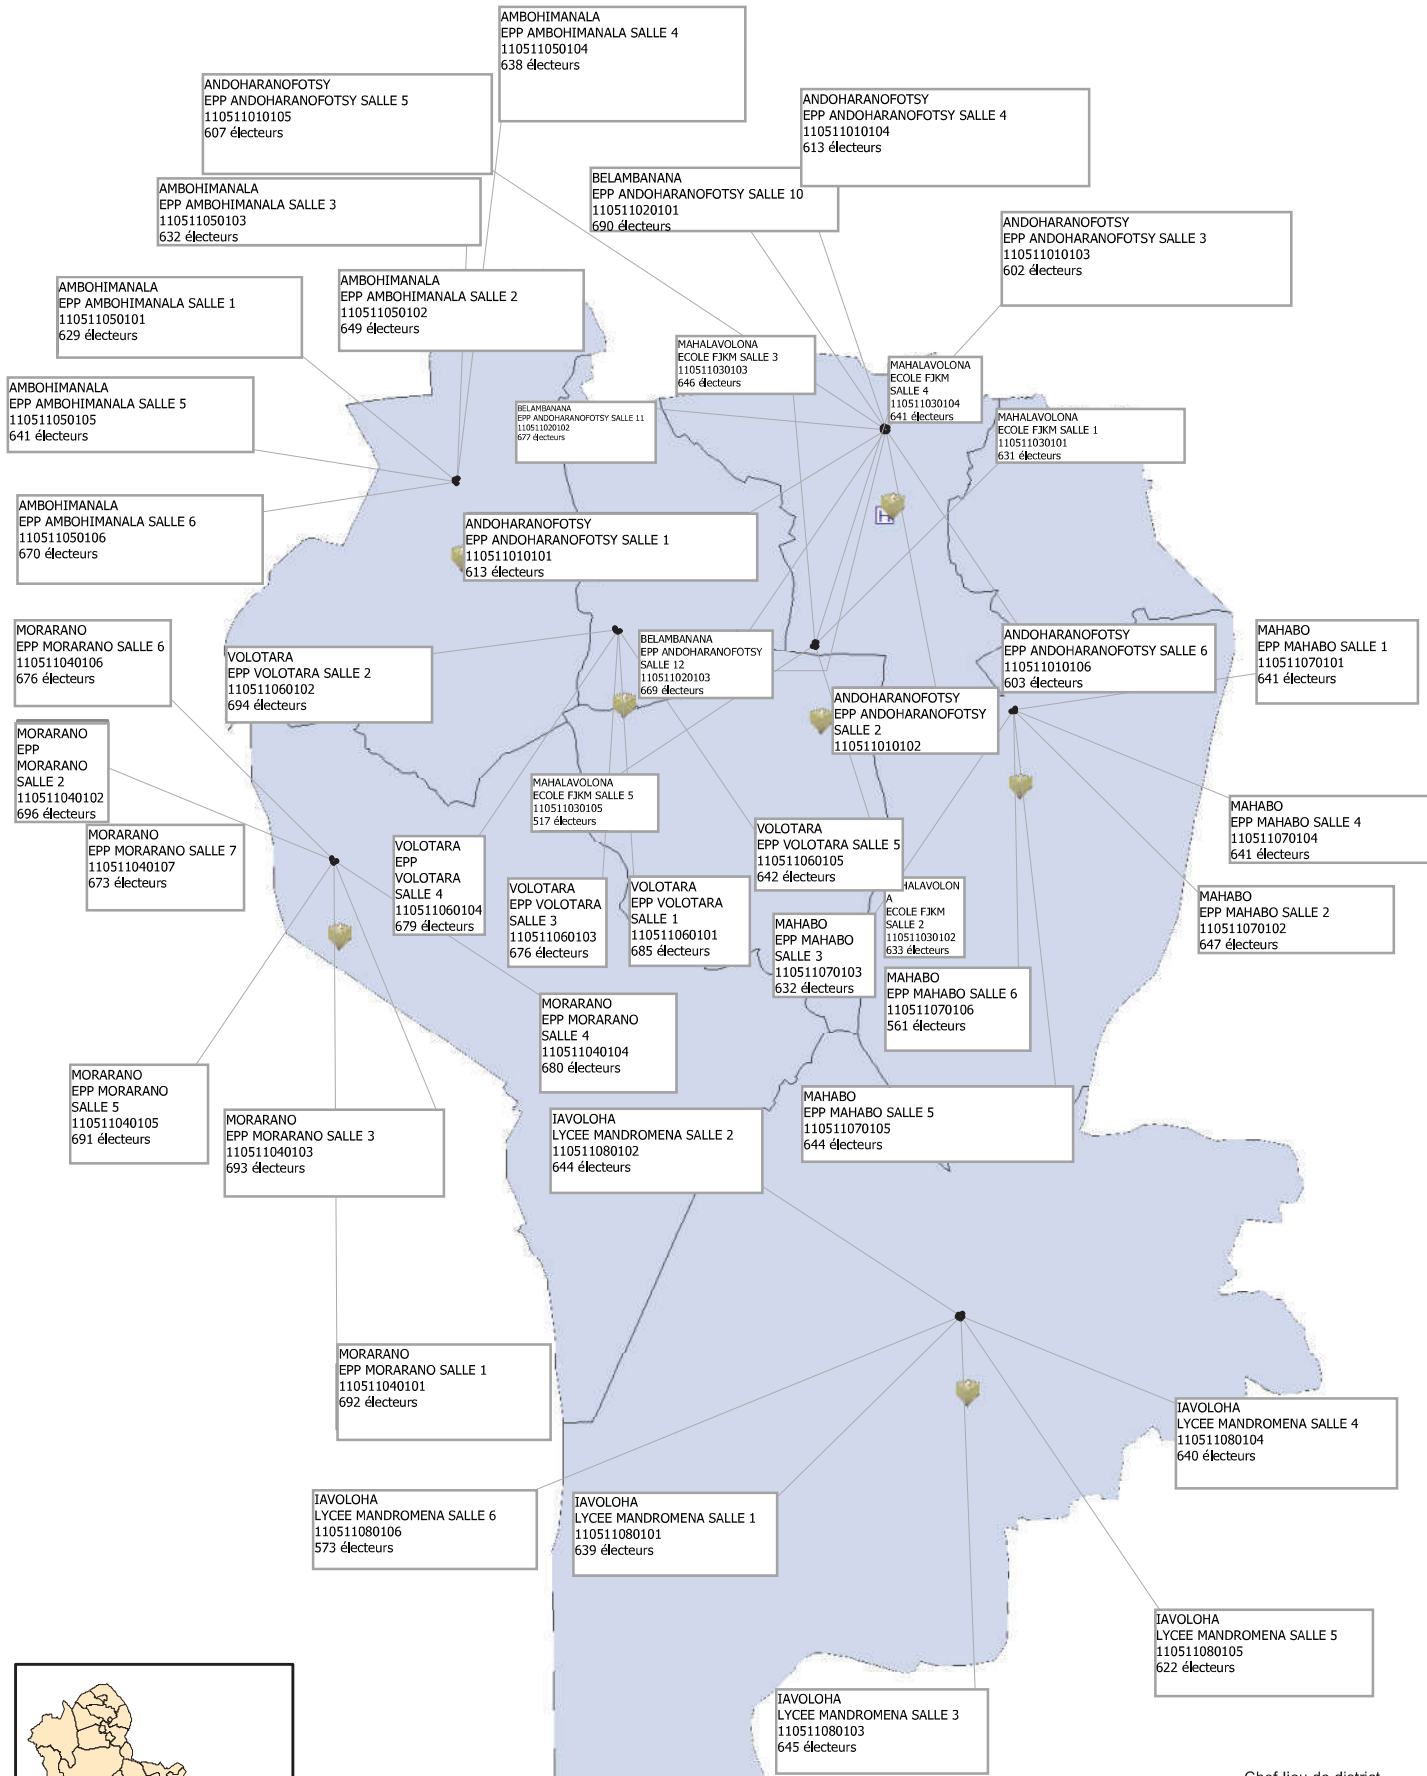 AMBOHIMANALA
EPP AMBOHIMANALA SALLE 4
110511050104
638 électeurs
ANDOHARANOFOTSY
EPP ANDOHARANOFOTSY SALLE 5
110511010105
607 électeurs
ANDOHARANOFOTSY
EPP ANDOHARANOFOTSY SALLE 4
110511010104
613 électeurs
BELAMBANANA
EPP ANDOHARANOFOTSY SALLE 10
110511020101
690 électeurs
AMBOHIMANALA
EPP AMBOHIMANALA SALLE 3
110511050103
632 électeurs
ANDOHARANOFOTSY
EPP ANDOHARANOFOTSY SALLE 3
110511010103
602 électeurs
AMBOHIMANALA
EPP AMBOHIMANALA SALLE 1
110511050101
629 électeurs
AMBOHIMANALA
EPP AMBOHIMANALA SALLE 2
110511050102
649 électeurs
MAHALAVOLONA
ECOLE FJKM SALLE 3
110511030103
646 électeurs
MAHALAVOLONA
ECOLE FJKM
SALLE 4
110511030104
641 électeurs
AMBOHIMANALA
EPP AMBOHIMANALA SALLE 5
110511050105
641 électeurs
BELAMBANANA
EPP ANDOHARANOFOTSY SALLE 11
110511020102
677 électeurs
MAHALAVOLONA
ECOLE FJKM SALLE 1
110511030101
631 électeurs
AMBOHIMANALA
EPP AMBOHIMANALA SALLE 6
110511050106
670 électeurs
ANDOHARANOFOTSY
EPP ANDOHARANOFOTSY SALLE 1
110511010101
613 électeurs
H
MORARANO
EPP MORARANO SALLE 6
110511040106
676 électeurs
VOLOTARA
EPP VOLOTARA SALLE 2
110511060102
694 électeurs
BELAMBANANA
EPP ANDOHARANOFOTSY
SALLE 12
110511020103
669 électeurs
ANDOHARANOFOTSY
EPP ANDOHARANOFOTSY SALLE 6
110511010106
603 électeurs
MAHABO
EPP MAHABO SALLE 1
110511070101
641 électeurs
ANDOHARANOFOTSY
EPP ANDOHARANOFOTSY
SALLE 2
110511010102
MORARANO
EPP
MORARANO
SALLE 2
110511040102
696 électeurs
MAHALAVOLONA
ECOLE FJKM SALLE 5
110511030105
517 électeurs
MAHABO
EPP MAHABO SALLE 4
110511070104
641 électeurs
MORARANO
EPP MORARANO SALLE 7
110511040107
673 électeurs
VOLOTARA
EPP
VOLOTARA
SALLE 4
110511060104
679 électeurs
VOLOTARA
EPP VOLOTARA SALLE 5
110511060105
642 électeurs
VOLOTARA
EPP VOLOTARA
SALLE 3
110511060103
676 électeurs
VOLOTARA
EPP VOLOTARA
SALLE 1
110511060101
685 électeurs
HALAVOLON
A
ECOLE FJKM
SALLE 2
110511030102
633 électeurs
MAHABO
EPP MAHABO SALLE 2
110511070102
647 électeurs
MAHABO
EPP MAHABO
SALLE 3
110511070103
632 électeurs
MAHABO
EPP MAHABO SALLE 6
110511070106
561 électeurs
MORARANO
EPP MORARANO
SALLE 4
110511040104
680 électeurs
MORARANO
EPP MORARANO
SALLE 5
110511040105
691 électeurs
MORARANO
EPP MORARANO SALLE 3
110511040103
693 électeurs
IAVOLOHA
LYCEE MANDROMENA SALLE 2
110511080102
644 électeurs
MAHABO
EPP MAHABO SALLE 5
110511070105
644 électeurs
MORARANO
EPP MORARANO SALLE 1
110511040101
692 électeurs
IAVOLOHA
LYCEE MANDROMENA SALLE 4
110511080104
640 électeurs
IAVOLOHA
LYCEE MANDROMENA SALLE 6
110511080106
573 électeurs
IAVOLOHA
LYCEE MANDROMENA SALLE 1
110511080101
639 électeurs
IAVOLOHA
LYCEE MANDROMENA SALLE 5
110511080105
622 électeurs
IAVOLOHA
LYCEE MANDROMENA SALLE 3
110511080103
645 électeurs
Chef lieu de district